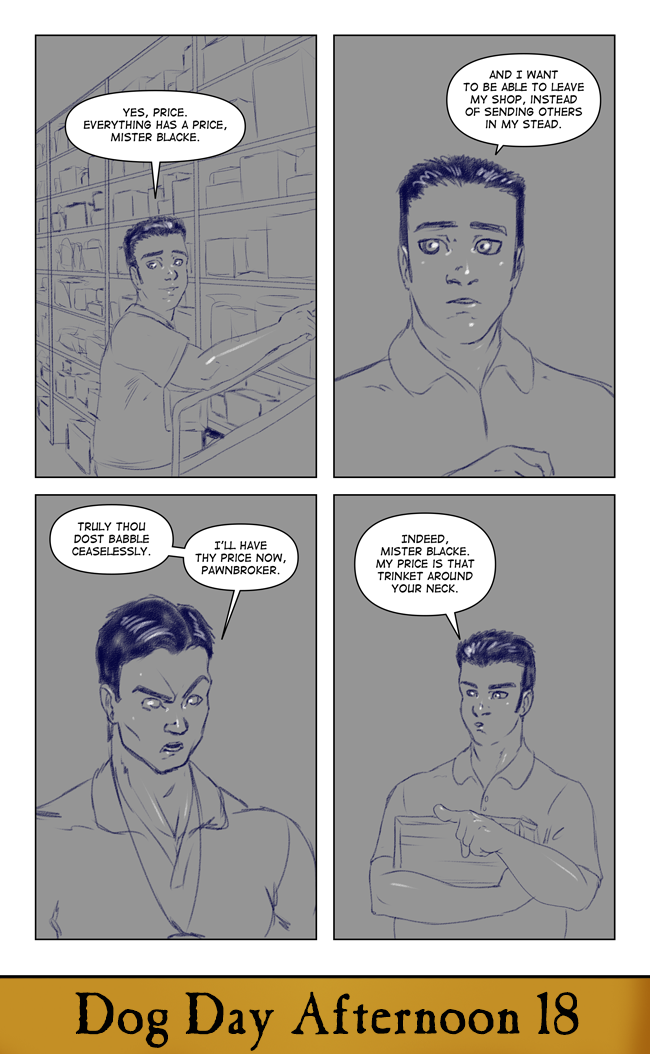 YES, PRICE.
EVERYTHING HAS A PRICE,
MISTER BLACKE.
AND I WANT
TO BE ABLE TO LEAVE
MY SHOP, INSTEAD
OF SENDING OTHERS
IN MY STEAD.
TRULY THOU
DOST BABBLE
CEASELESSLY.
I'LL HAVE
THY PRICE NOW,
PAWNBROKER.
INDEED,
MISTER BLACKE.
MY PRICE IS THAT
TRINKET AROUND
YOUR NECK.
Dog Day Afternoon 18